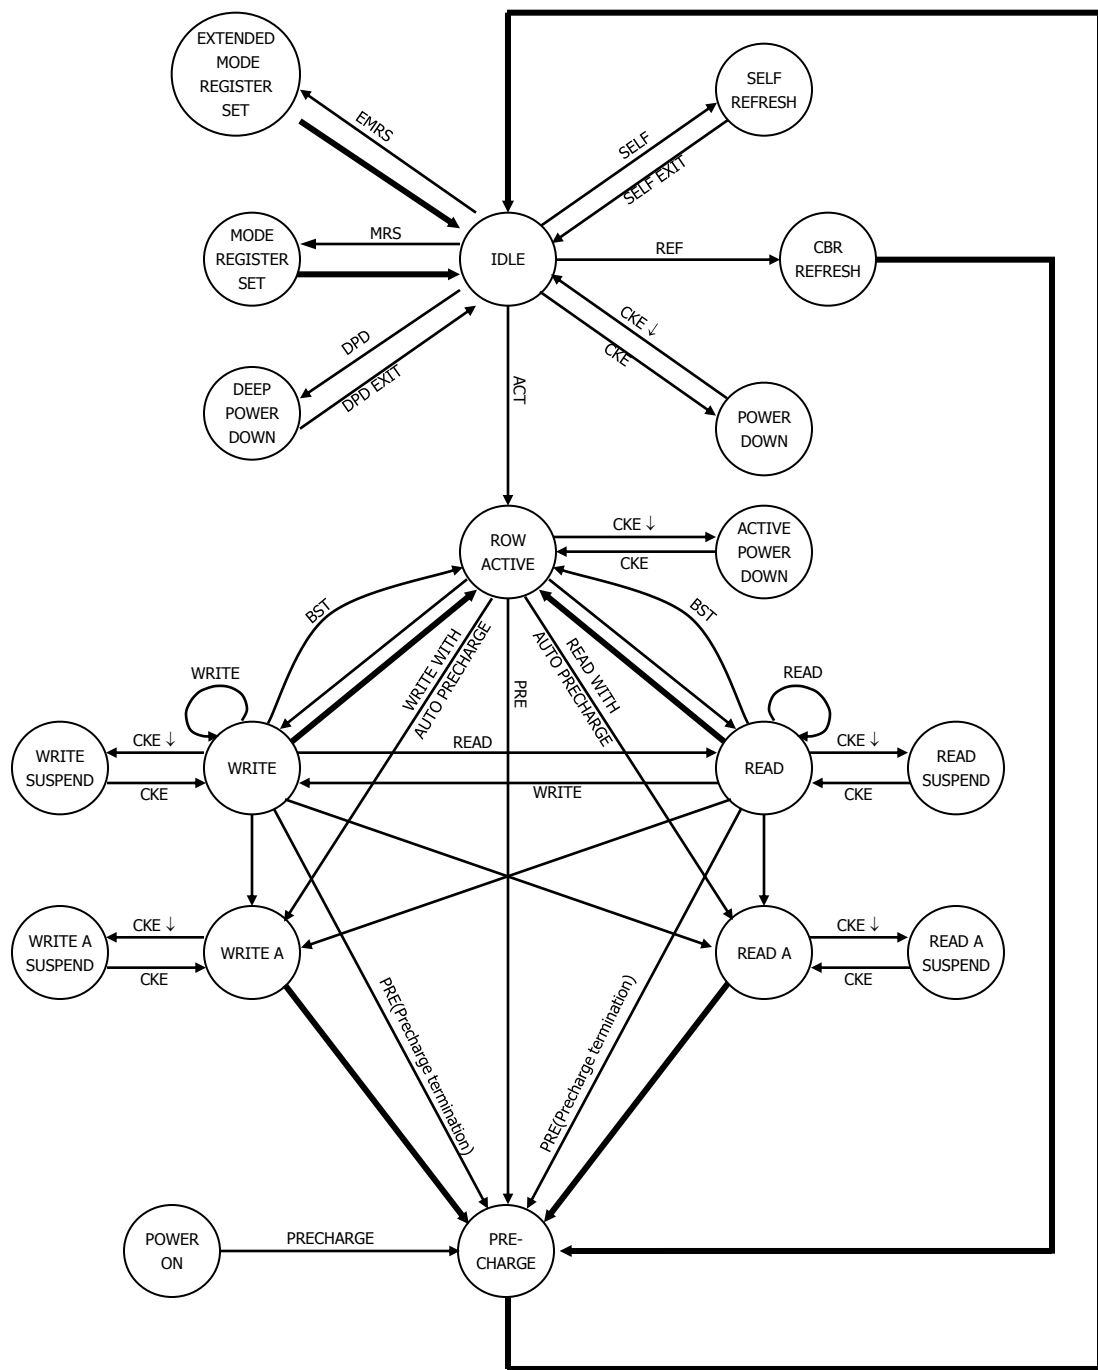 EXTENDED
MODE
REGISTER
SET
SELF
REFRESH
EMRS
SELF
SELF EXIT
MODE
REGISTER
SET
MRS
IDLE
REF
CBR
REFRESH
DPD
DPD EXIT
CKE ↓
CKE
DEEP
POWER
DOWN
ACT
POWER
DOWN
ROW
ACTIVE
CKE ↓
CKE
ACTIVE
POWER
DOWN
BST
WRITE WITH
AUTO PRECHARGE
PRE
READ WITH
AUTO PRECHARGE
BST
WRITE
READ
WRITE
SUSPEND
CKE ↓
CKE
WRITE
READ
WRITE
READ
CKE ↓
CKE
READ
SUSPEND
WRITE A
SUSPEND
CKE ↓
CKE
WRITE A
READ A
CKE ↓
CKE
READ A
SUSPEND
PRE(Precharge termination)
PRE(Precharge termination)
POWER
ON
PRECHARGE
PRE-
CHARGE